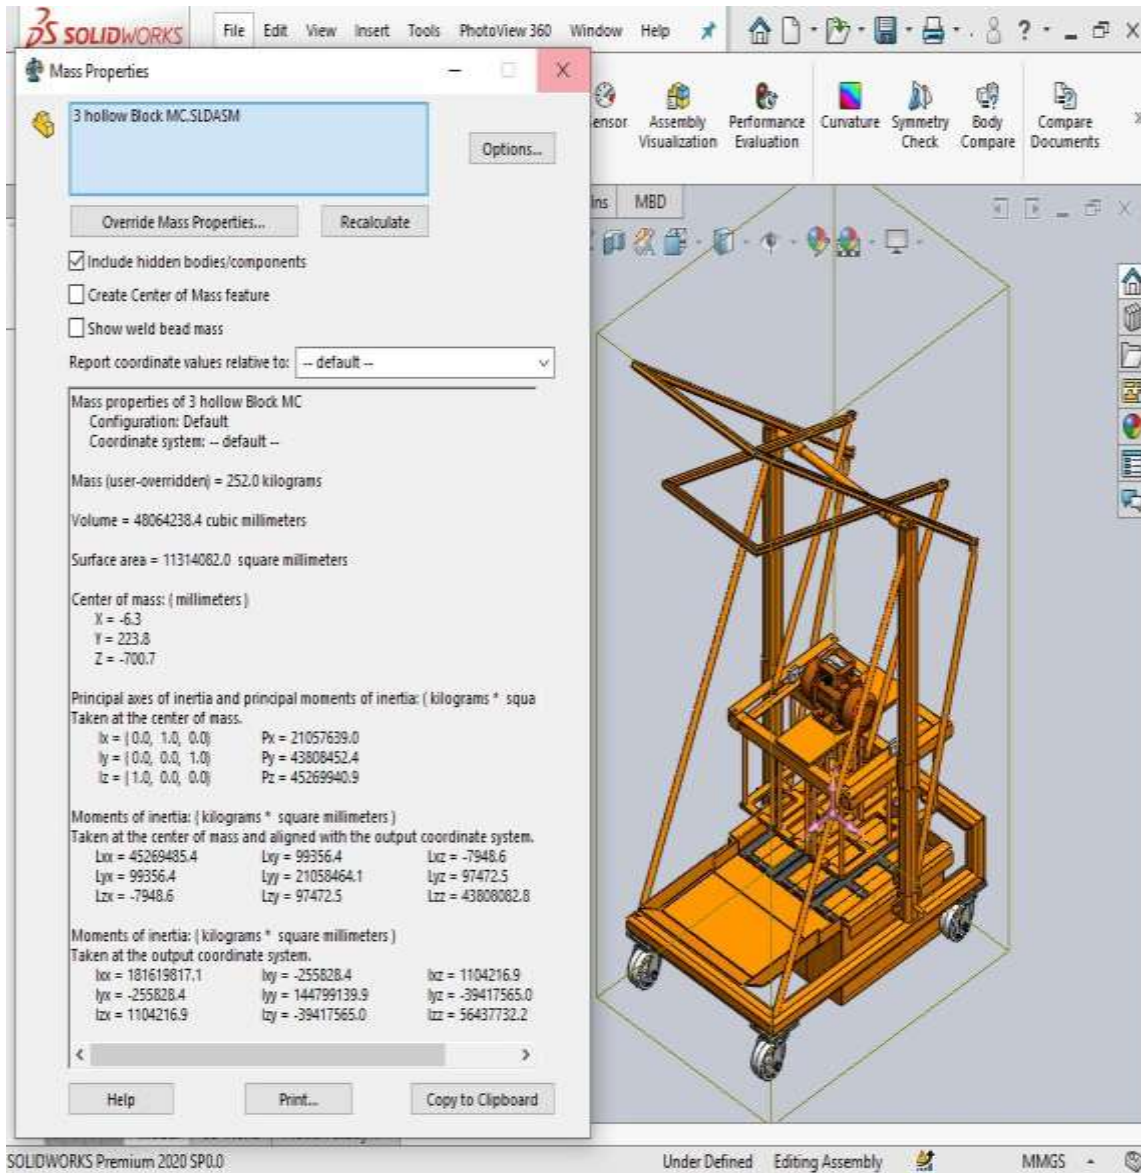 SOLIDWORKS File Edit View Insert Tools PhotoView 360 Window Help ?
Mass Properties
3 hollow Block MC.SLDASM
Options...
Override Mass Properties... Recalculate
Include hidden bodies/components
Create Center of Mass feature
Show weld bead mass
Report coordinate values relative to: -- default --
Mass properties of 3 hollow Block MC
Configuration: Default
Coordinate system: -- default --
Mass (user-overridden) = 252.0 kilograms
Volume = 48064238.4 cubic millimeters
Surface area = 11314082.0 square millimeters
Center of mass: ( millimeters )
X = -6.3
Y = 223.8
Z = -700.7
Principal axes of inertia and principal moments of inertia: ( kilograms * squa
Taken at the center of mass.
Ix = ( 0.0, 1.0, 0.0) Px = 21057639.0
Iy = ( 0.0, 0.0, 1.0) Py = 43808452.4
Iz = ( 1.0, 0.0, 0.0) Pz = 45269940.9
Moments of inertia: ( kilograms * square millimeters )
Taken at the center of mass and aligned with the output coordinate system.
Lxx = 45269485.4 Lxy = 99356.4 Lxz = -7948.6
Lyx = 99356.4 Lyy = 21058464.1 Lyz = 97472.5
Lzx = -7948.6 Lzy = 97472.5 Lzz = 43808082.8
Moments of inertia: ( kilograms * square millimeters )
Taken at the output coordinate system.
Ixx = 181619817.1 Ixy = -255828.4 Ixz = 1104216.9
Iyx = -255828.4 Iyy = 144799139.9 Iyz = -39417565.0
Izx = 1104216.9 Izy = -39417565.0 Izz = 56437732.2
Help Print... Copy to Clipboard
ensor
Assembly Visualization
Performance Evaluation
Curvature
Symmetry Check
Body Compare
Compare Documents
ins MBD
SOLIDWORKS Premium 2020 SP0.0 Under Defined Editing Assembly MMGS